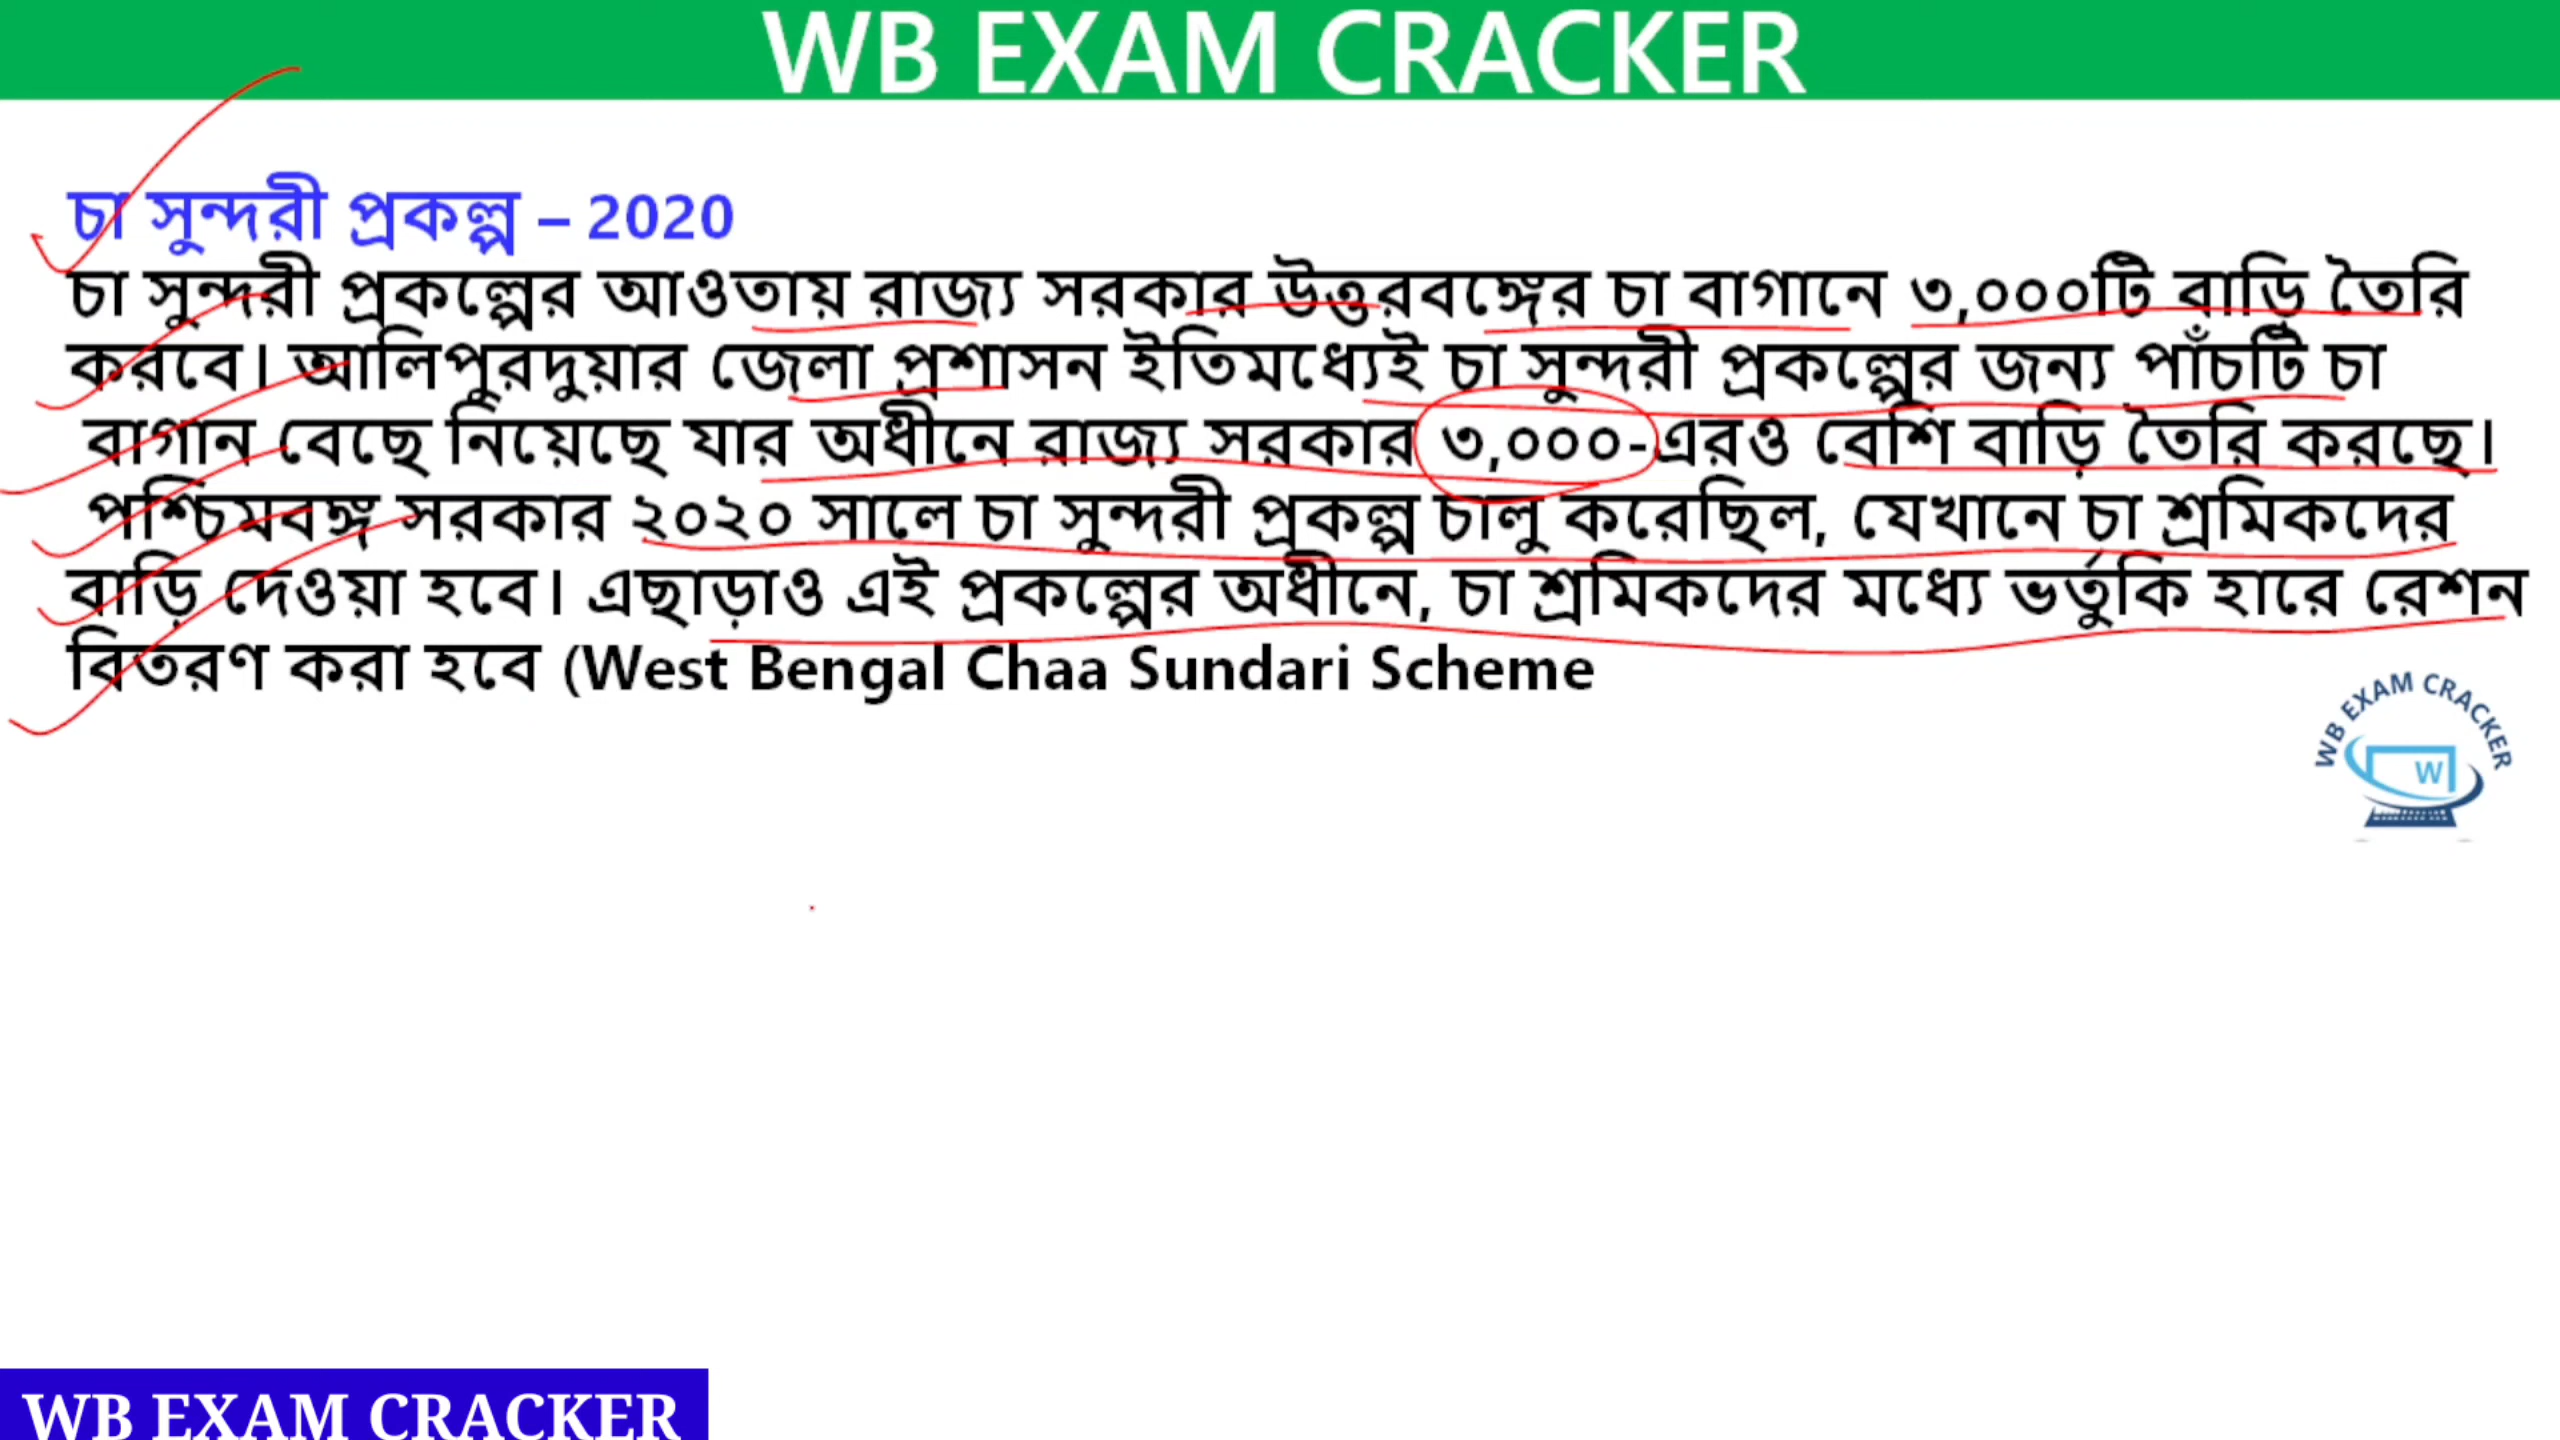 WB EXAM CRACKER
চা সুন্দরী প্রকল্প – 2020
চা সুন্দরী প্রকল্পের আওতায় রাজ্য সরকার উত্তরবঙ্গের চা বাগানে ৩,০০০টি বাড়ি তৈরি
করবে। আলিপুরদুয়ার জেলা প্রশাসন ইতিমধ্যেই চা সুন্দরী প্রকল্পের জন্য পাঁচটি চা
বাগান বেছে নিয়েছে যার অধীনে রাজ্য সরকার ৩,০০০-এরও বেশি বাড়ি তৈরি করছে।
পশ্চিমবঙ্গ সরকার ২০২০ সালে চা সুন্দরী প্রকল্প চালু করেছিল, যেখানে চা শ্রমিকদের
বাড়ি দেওয়া হবে। এছাড়াও এই প্রকল্পের অধীনে, চা শ্রমিকদের মধ্যে ভর্তুকি হারে রেশন
বিতরণ করা হবে (West Bengal Chaa Sundari Scheme
WB EXAM CRACKER
W
WB EXAM CRACKER